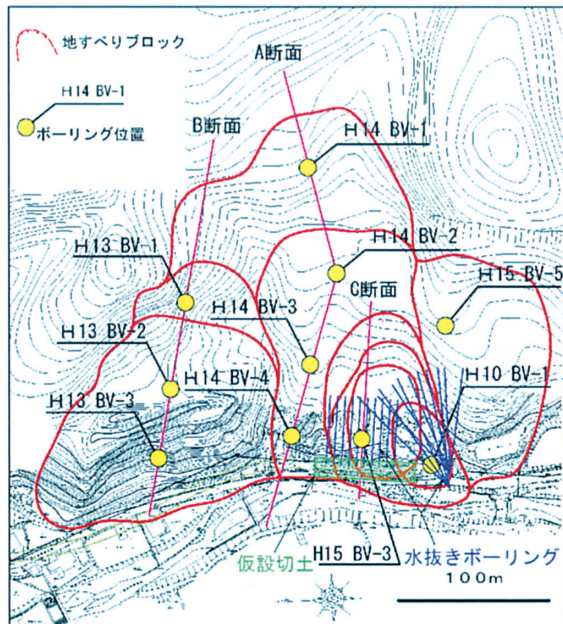 地すべりブロック
H14 BV-1
ボーリング位置
A断面
B断面
H14 BV-1
H13 BV-1
H14 BV-2
C断面
H15 BV-5
H14 BV-3
H13 BV-2
H10 BV-1
H14 BV-4
H13 BV-3
仮設切土
H15 BV-3
水抜きボーリング
100m